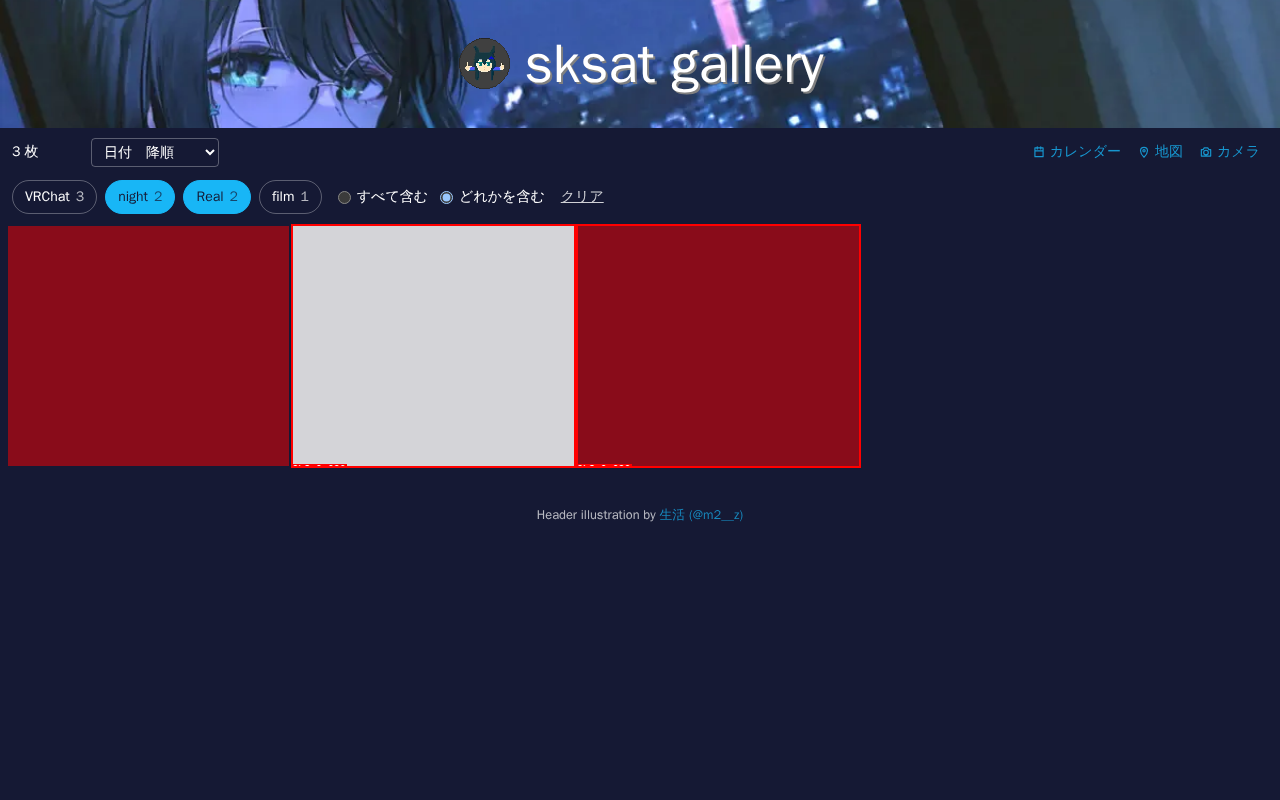 sksat gallery
3 枚
日付 降順
カレンダー
地図
カメラ
VRChat 3
night 2
Real 2
film 1
すべて含む
どれかを含む
クリア
Header illustration by 生活 (@m2__z)